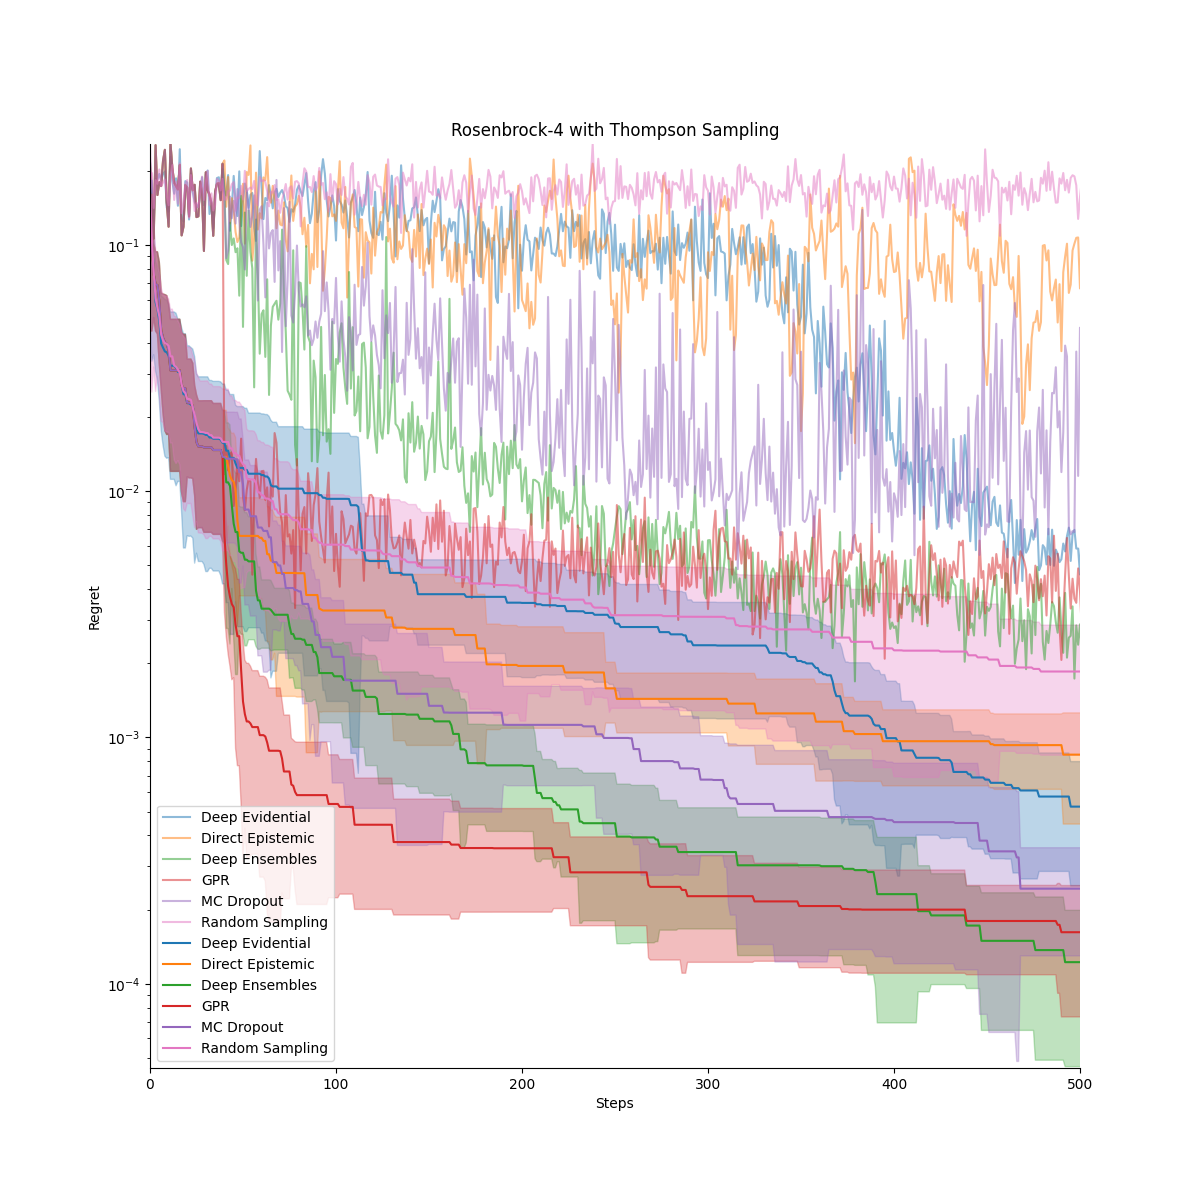 Rosenbrock-4 with Thompson Sampling
Regret
10⁻¹
10⁻²
10⁻³
10⁻⁴
Deep Evidential
Direct Epistemic
Deep Ensembles
GPR
MC Dropout
Random Sampling
Deep Evidential
Direct Epistemic
Deep Ensembles
GPR
MC Dropout
Random Sampling
0 100 200 300 400 500
Steps